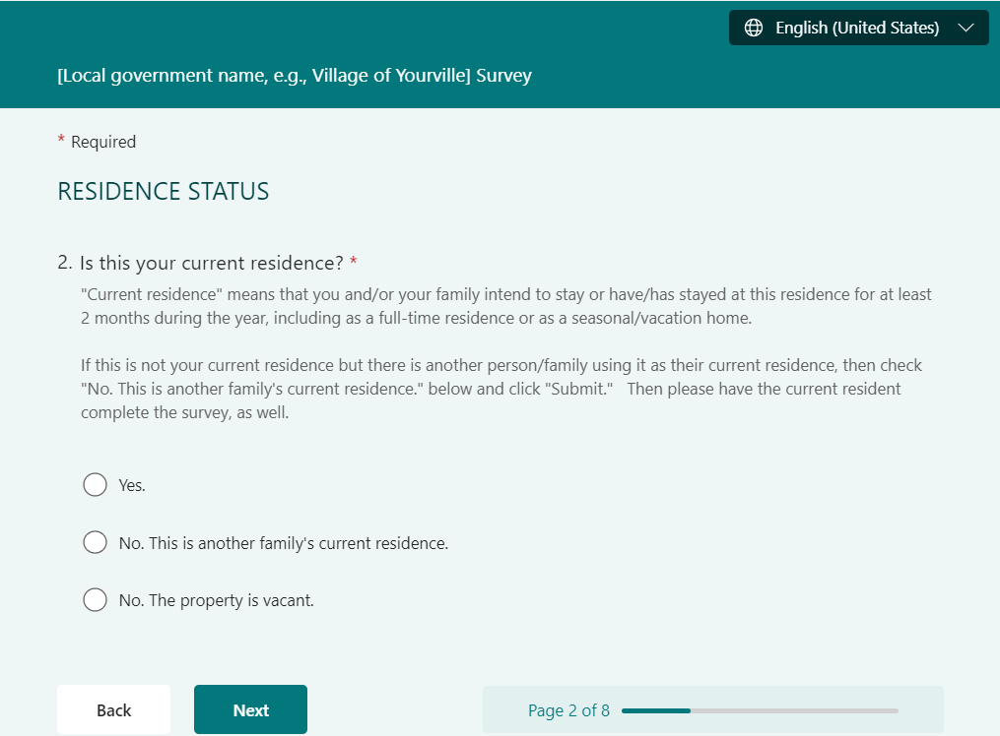 English (United States)
[Local government name, e.g., Village of Yourville] Survey
* Required
RESIDENCE STATUS
2. Is this your current residence? *
"Current residence" means that you and/or your family intend to stay or have/has stayed at this residence for at least
2 months during the year, including as a full-time residence or as a seasonal/vacation home.
If this is not your current residence but there is another person/family using it as their current residence, then check
"No. This is another family's current residence." below and click "Submit."   Then please have the current resident
complete the survey, as well.
Yes.
No. This is another family's current residence.
No. The property is vacant.
Back
Next
Page 2 of 8